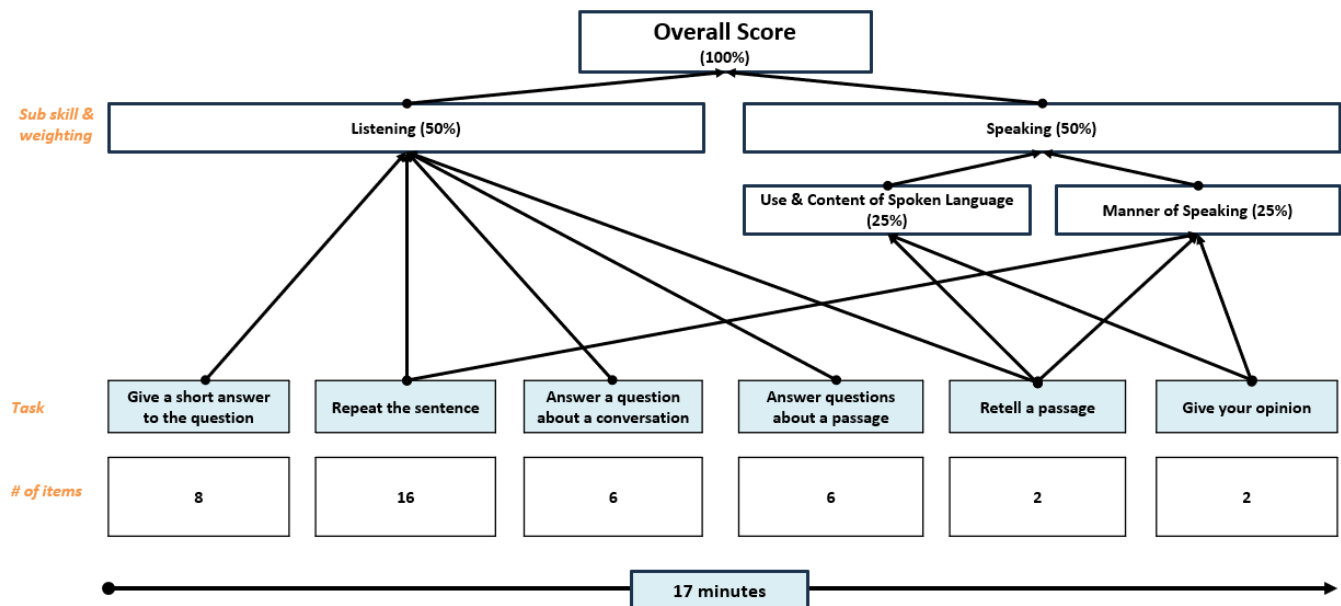 Overall Score
(100%)
Sub skill &
weighting
Listening (50%)
Speaking (50%)
Use & Content of Spoken Language
(25%)
Manner of Speaking (25%)
Task
Give a short answer
to the question
Repeat the sentence
Answer a question
about a conversation
Answer questions
about a passage
Retell a passage
Give your opinion
# of items
8
16
6
6
2
2
17 minutes